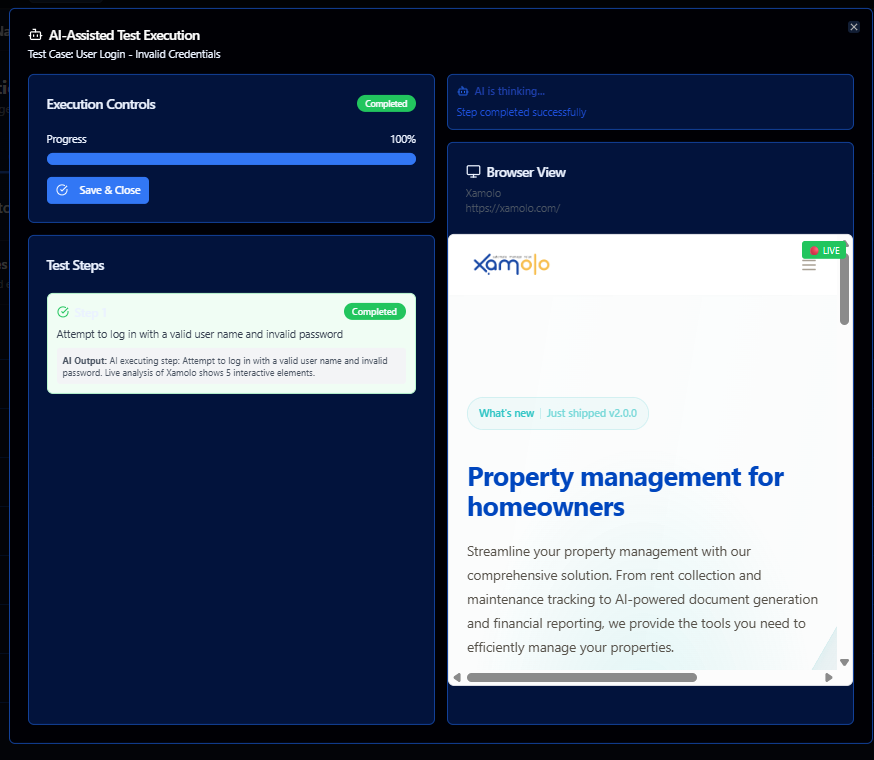 AI-Assisted Test Execution
Test Case: User Login - Invalid Credentials
Execution Controls
Completed
Progress
100%
Save & Close
Test Steps
Step 1
Completed
Attempt to log in with a valid user name and invalid password
AI Output: AI executing step: Attempt to log in with a valid user name and invalid
password. Live analysis of Xamolo shows 5 interactive elements.
AI is thinking...
Step completed successfully
Browser View
Xamolo
https://xamolo.com/
LIVE
xamolo
What's new
Just shipped v2.0.0
Property management for
homeowners
Streamline your property management with our
comprehensive solution. From rent collection and
maintenance tracking to AI-powered document generation
and financial reporting, we provide the tools you need to
efficiently manage your properties.